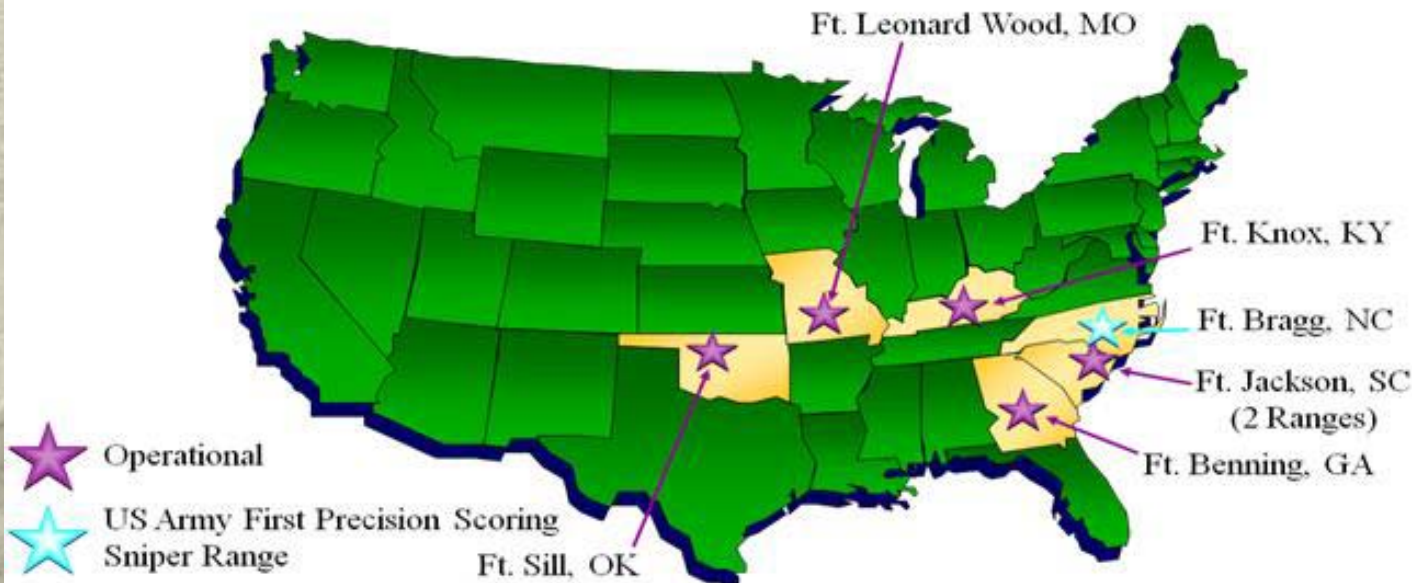 Ft. Leonard Wood, MO
Ft. Knox, KY
Ft. Bragg, NC
Ft. Jackson, SC
(2 Ranges)
Ft. Benning, GA
Operational
US Army First Precision Scoring
Sniper Range
Ft. Sill, OK